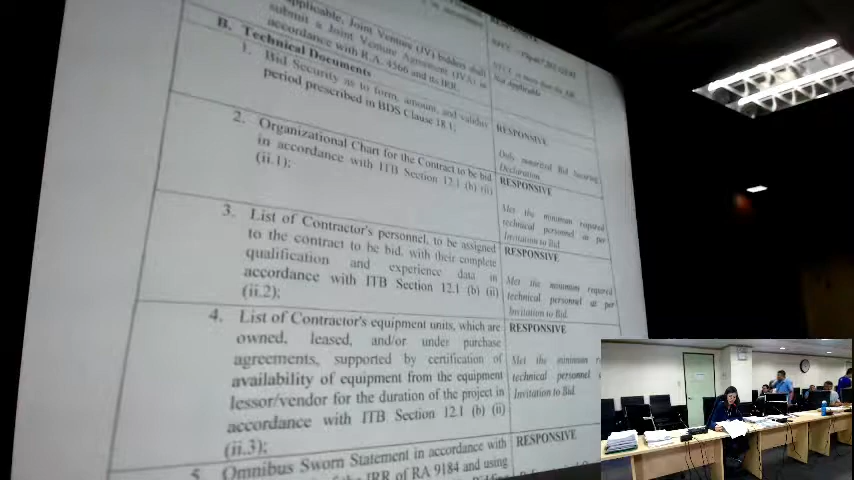 applicable, Joint Venture (JV) bidders shall
submit a Joint Venture Agreement (JVA) in
accordance with R.A. 4566 and its IRR.
RESPONSIVE
Not applicable
B. Technical Documents
1. Bid Security as to form, amount, and validity
period prescribed in BDS Clause 18.1;
RESPONSIVE
Only notarized Bid Securing
Declaration
2. Organizational Chart for the Contract to be bid
in accordance with ITB Section 12.1 (b) (ii)
(ii.1);
RESPONSIVE
Met the minimum required
technical personnel as per
Invitation to Bid.
3. List of Contractor's personnel, to be assigned
to the contract to be bid, with their complete
qualification and experience data in
accordance with ITB Section 12.1 (b) (ii)
(ii.2);
RESPONSIVE
Met the minimum required
technical personnel as per
Invitation to Bid.
4. List of Contractor's equipment units, which are
owned, leased, and/or under purchase
agreements, supported by certification of
availability of equipment from the equipment
lessor/vendor for the duration of the project in
accordance with ITB Section 12.1 (b) (ii)
(ii.3);
RESPONSIVE
Met the minimum r
technical personnel
Invitation to Bid.
5. Omnibus Sworn Statement in accordance with
of the IRR of RA 9184 and using
RESPONSIVE